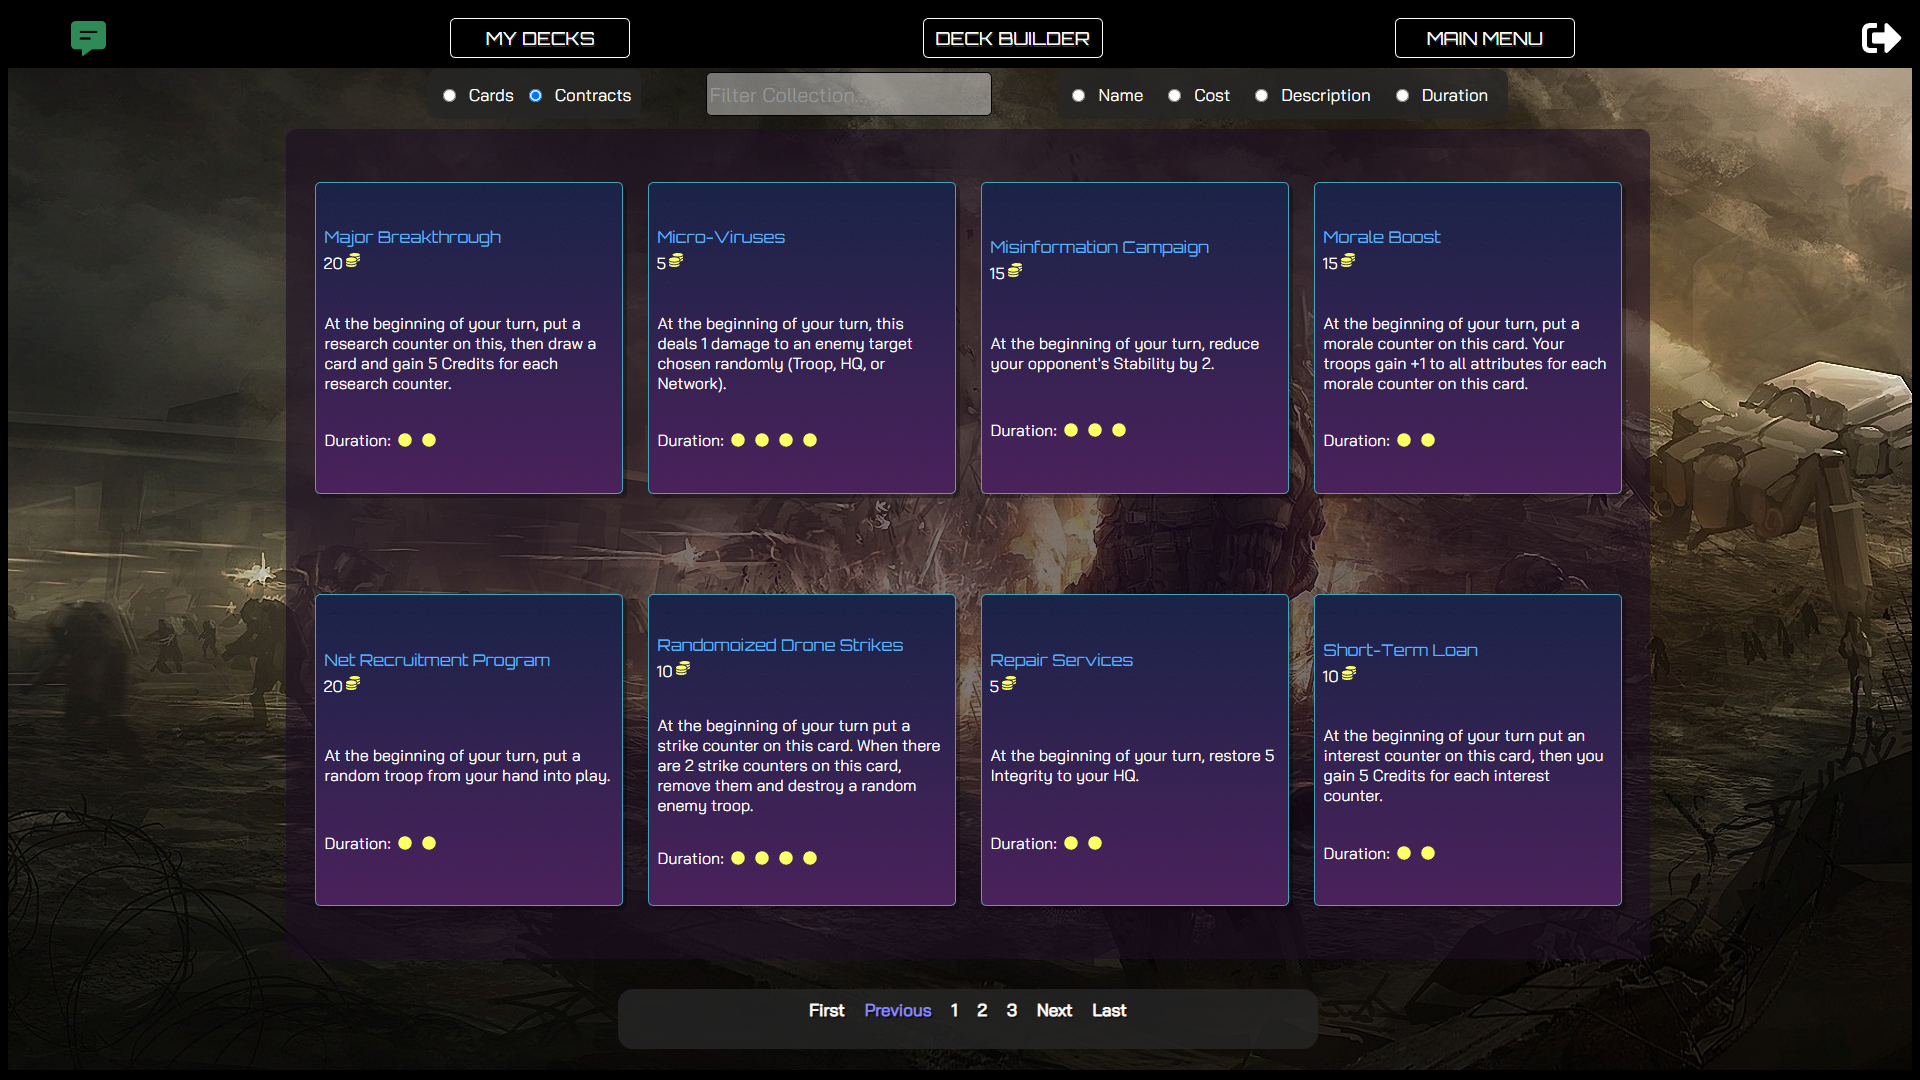 MY DECKS
DECK BUILDER
MAIN MENU
Cards
Contracts
Filter Collection...
Name
Cost
Description
Duration
Major Breakthrough
20
At the beginning of your turn, put a
research counter on this, then draw a
card and gain 5 Credits for each
research counter.
Duration:
Micro-Viruses
5
At the beginning of your turn, this
deals 1 damage to an enemy target
chosen randomly (Troop, HQ, or
Network).
Duration:
Misinformation Campaign
15
At the beginning of your turn, reduce
your opponent's Stability by 2.
Duration:
Morale Boost
15
At the beginning of your turn, put a
morale counter on this card. Your
troops gain +1 to all attributes for each
morale counter on this card.
Duration:
Net Recruitment Program
20
At the beginning of your turn, put a
random troop from your hand into play.
Duration:
Randomoized Drone Strikes
10
At the beginning of your turn put a
strike counter on this card. When there
are 2 strike counters on this card,
remove them and destroy a random
enemy troop.
Duration:
Repair Services
5
At the beginning of your turn, restore 5
Integrity to your HQ.
Duration:
Short-Term Loan
10
At the beginning of your turn put an
interest counter on this card, then you
gain 5 Credits for each interest
counter.
Duration:
First Previous 1 2 3 Next Last